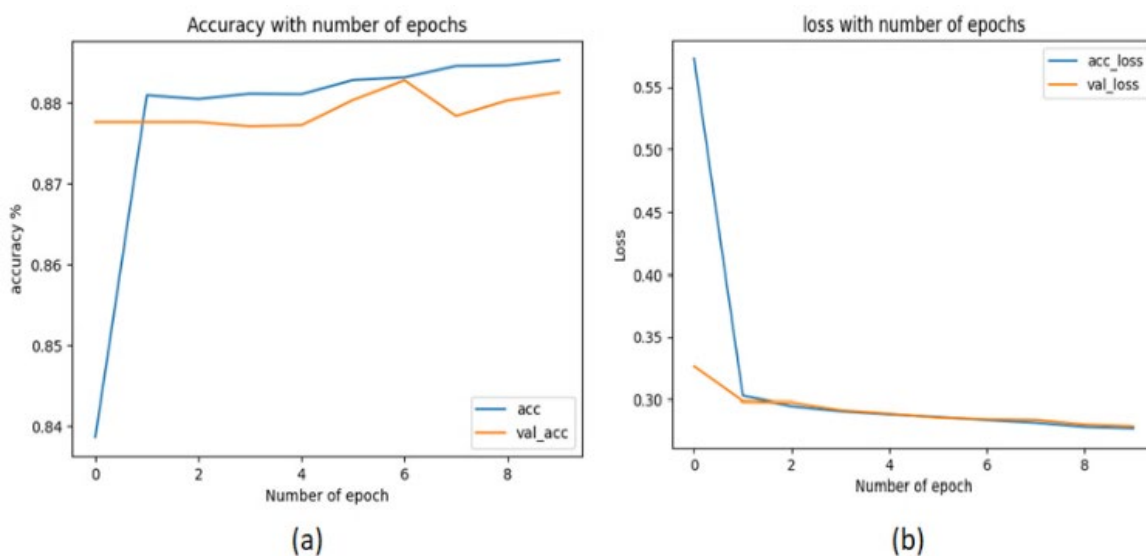 Accuracy with number of epochs
accuracy %
0.88
0.87
0.86
0.85
0.84
acc
val_acc
0 2 4 6 8
Number of epoch
(a)
loss with number of epochs
Loss
0.55
0.50
0.45
0.40
0.35
0.30
acc_loss
val_loss
0 2 4 6 8
Number of epoch
(b)